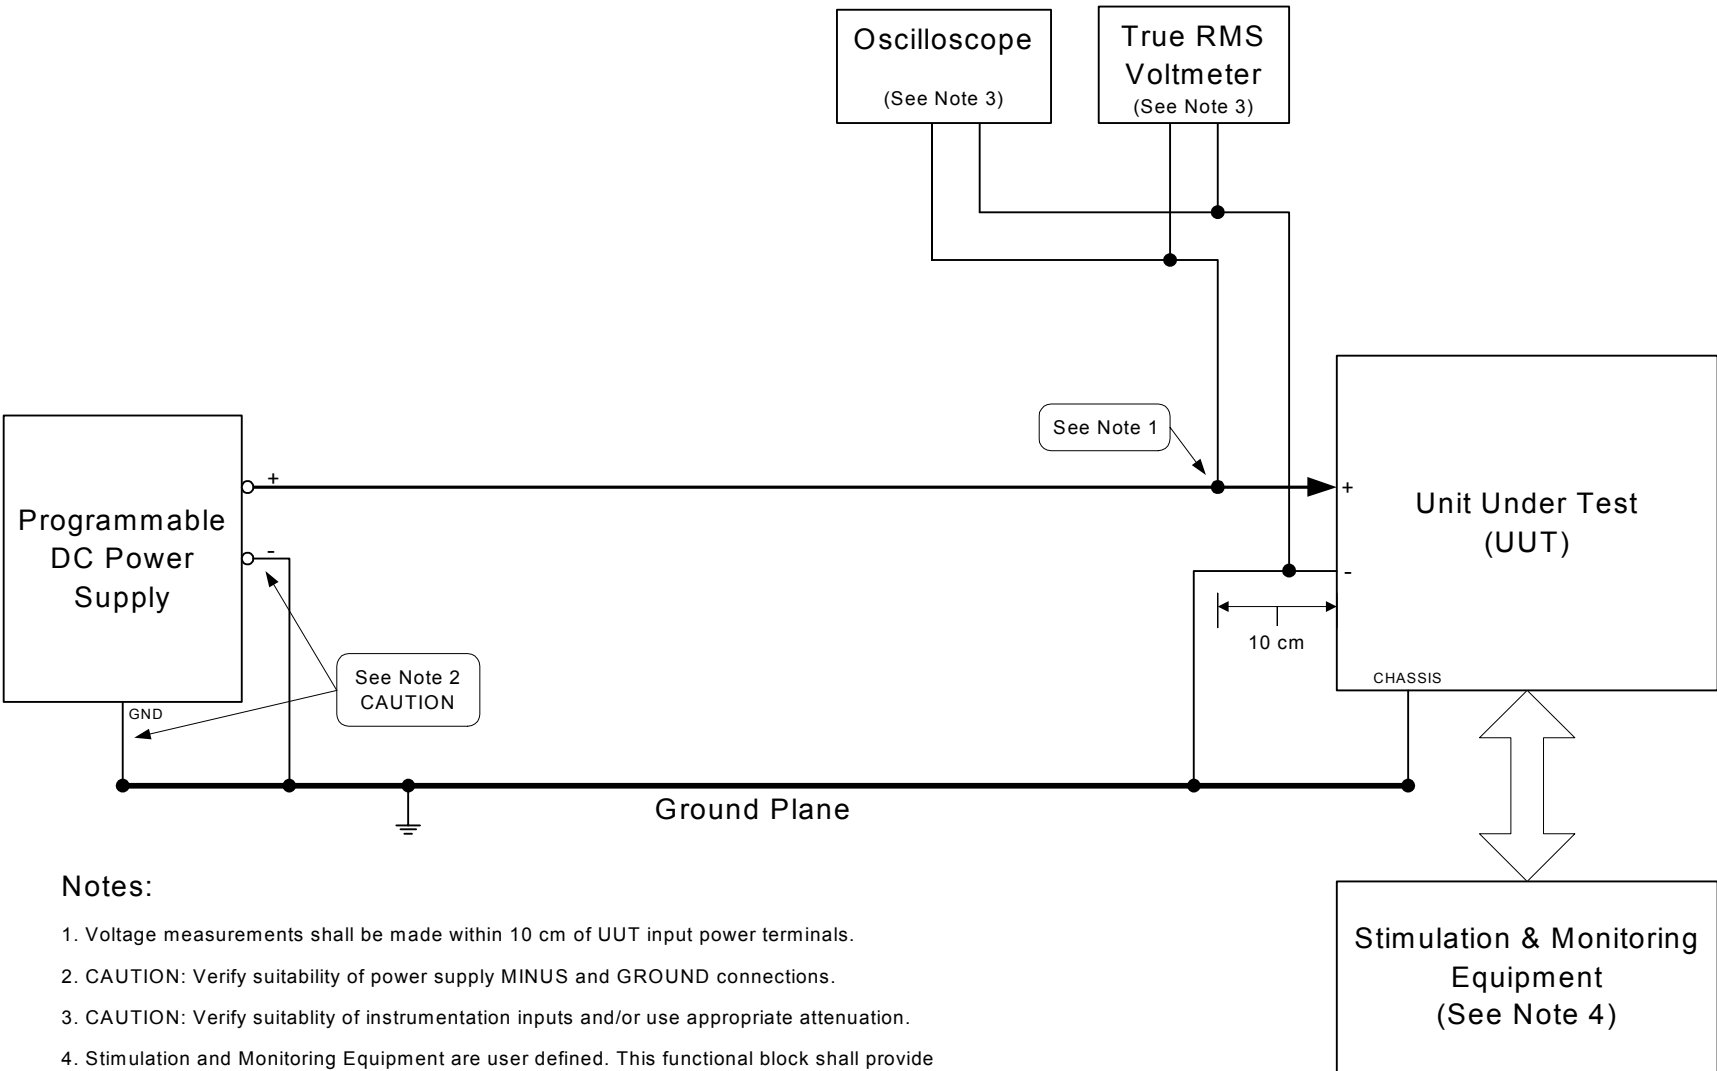 Oscilloscope
(See Note 3)
True RMS
Voltmeter
(See Note 3)
See Note 1
Programmable
DC Power
Supply
+
-
GND
See Note 2
CAUTION
Unit Under Test
(UUT)
+
-
10 cm
CHASSIS
Ground Plane
Stimulation & Monitoring
Equipment
(See Note 4)
Notes:
1. Voltage measurements shall be made within 10 cm of UUT input power terminals.
2. CAUTION: Verify suitability of power supply MINUS and GROUND connections.
3. CAUTION: Verify suitablity of instrumentation inputs and/or use appropriate attenuation.
4. Stimulation and Monitoring Equipment are user defined. This functional block shall provide